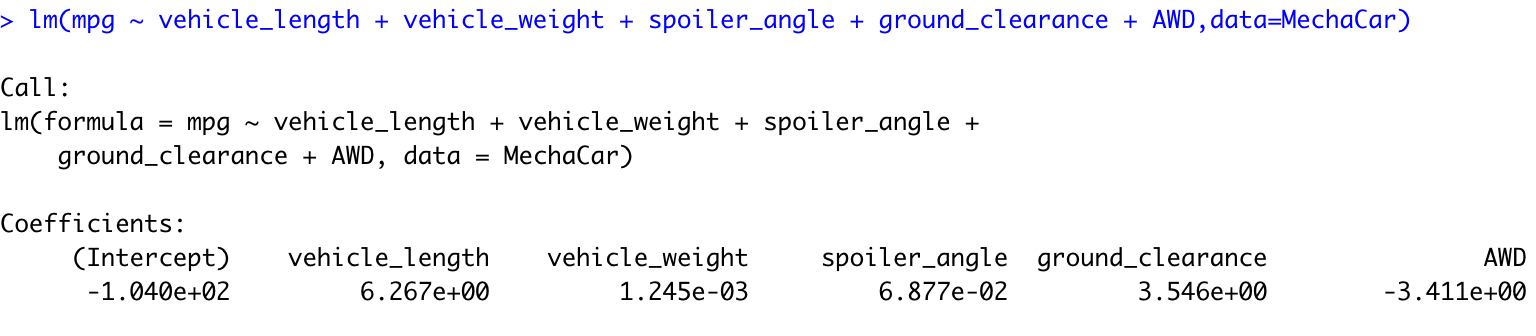 > lm(mpg ~ vehicle_length + vehicle_weight + spoiler_angle + ground_clearance + AWD,data=MechaCar)
Call:
lm(formula = mpg ~ vehicle_length + vehicle_weight + spoiler_angle +
    ground_clearance + AWD, data = MechaCar)
Coefficients:
     (Intercept)    vehicle_length    vehicle_weight     spoiler_angle  ground_clearance               AWD
      -1.040e+02         6.267e+00         1.245e-03         6.877e-02         3.546e+00        -3.411e+00